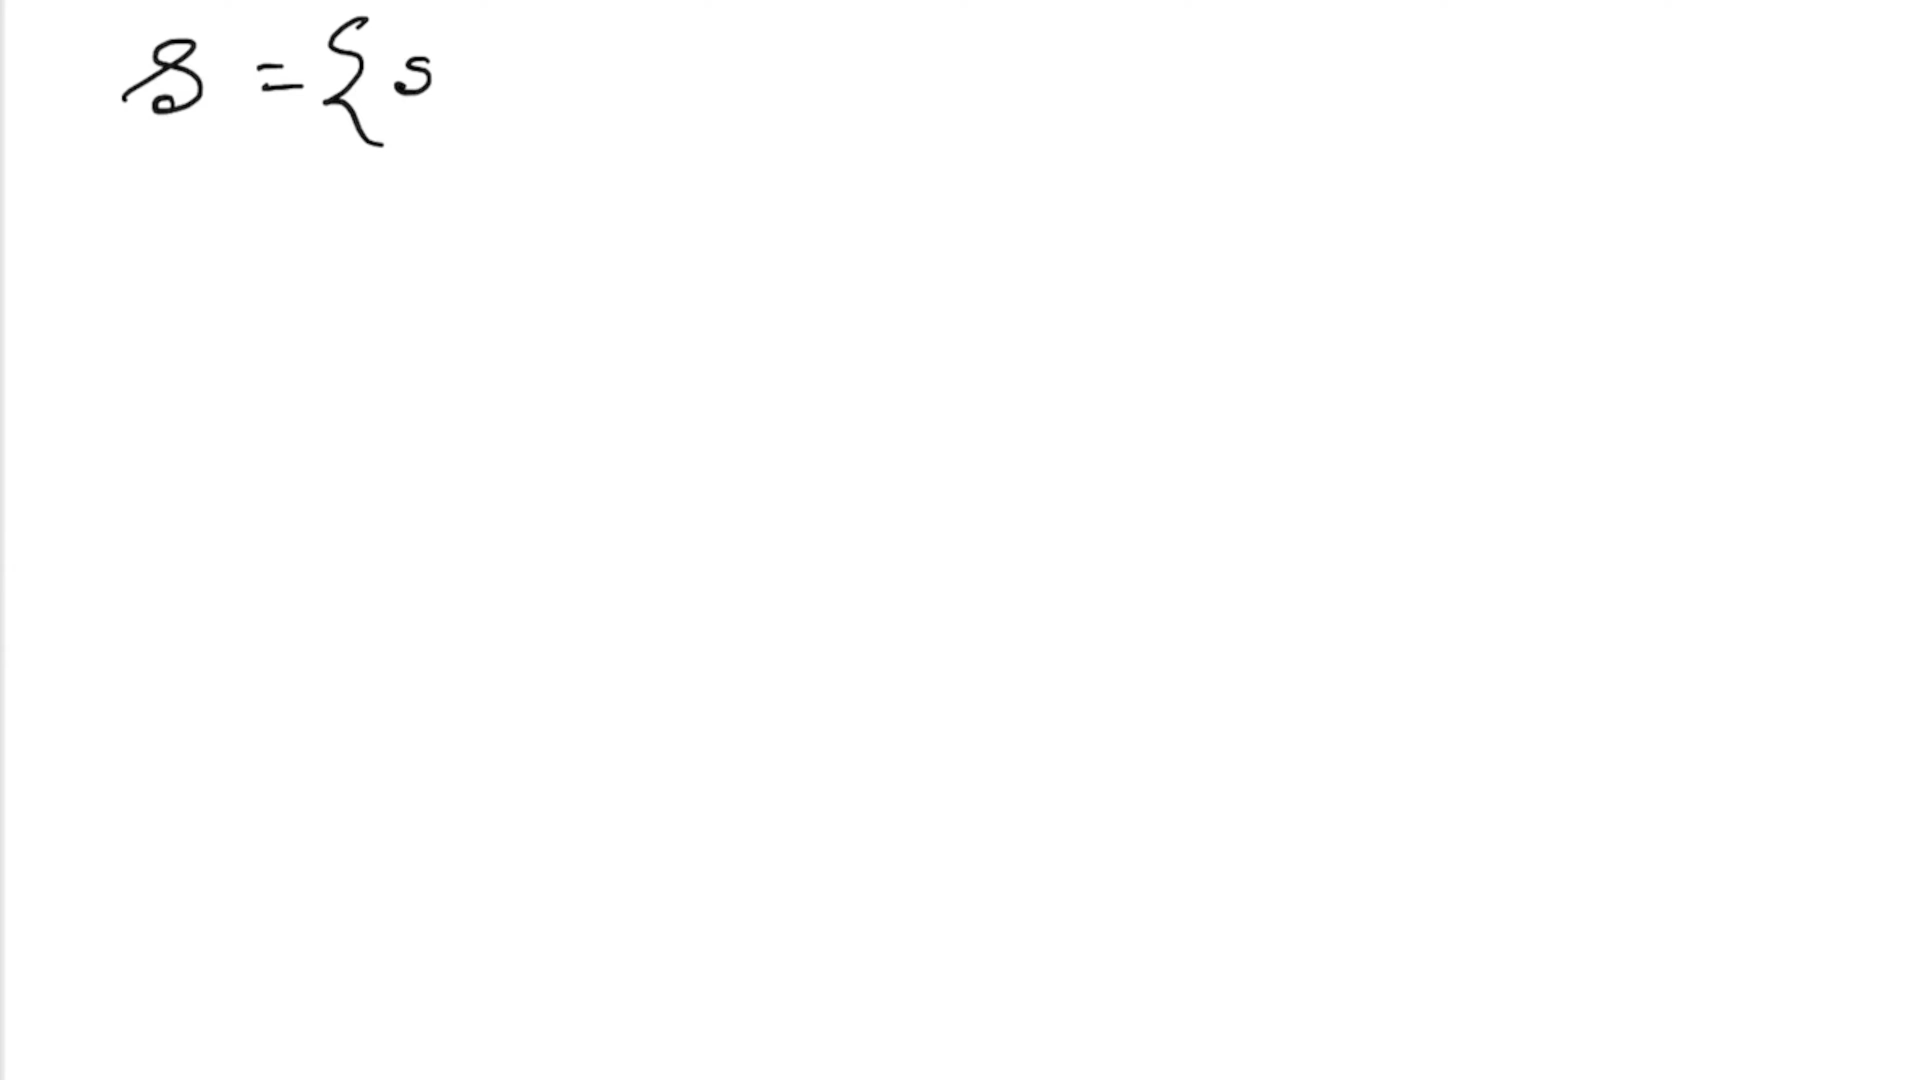 S = { s